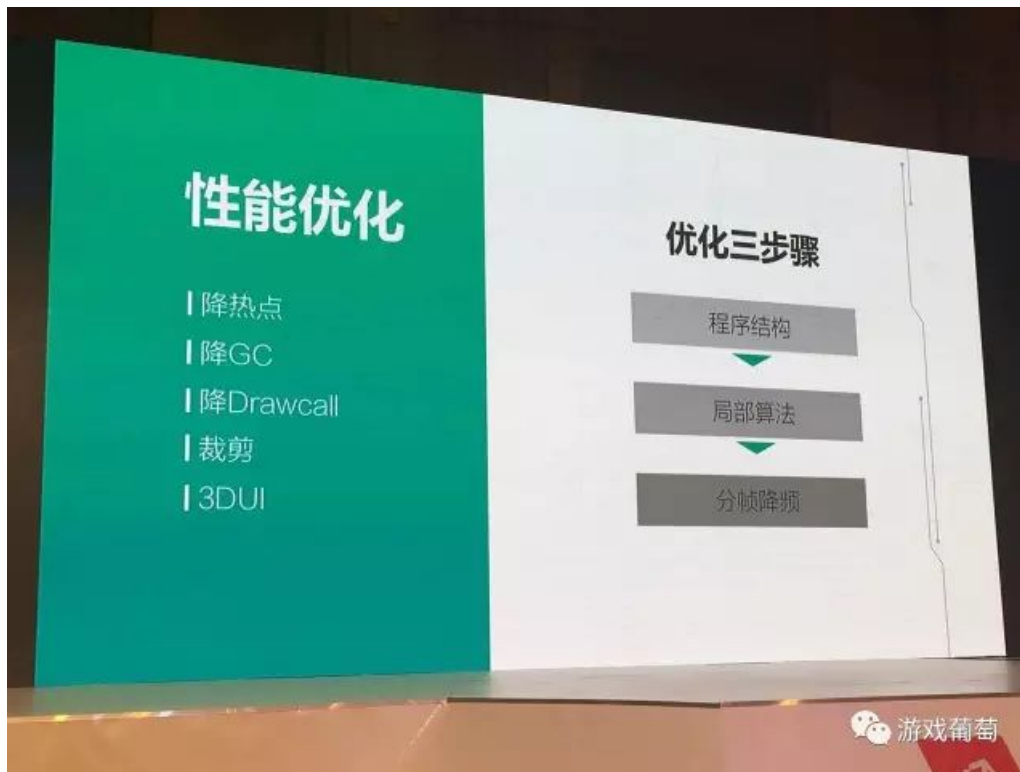 性能优化
降热点
降GC
降Drawcall
裁剪
3DUI
优化三步骤
程序结构
局部算法
分帧降频
游戏葡萄